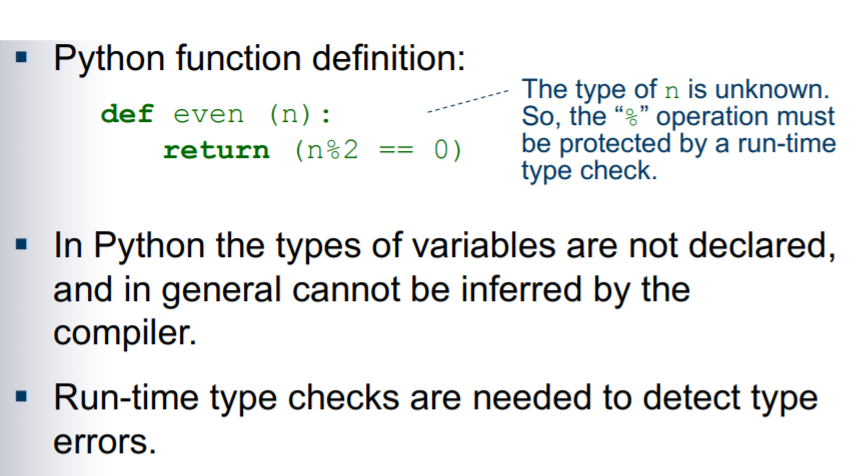 ▪ Python function definition:
def even (n):
return (n%2 == 0)
The type of n is unknown.
So, the “%” operation must
be protected by a run-time
type check.
▪ In Python the types of variables are not declared,
and in general cannot be inferred by the
compiler.
▪ Run-time type checks are needed to detect type
errors.